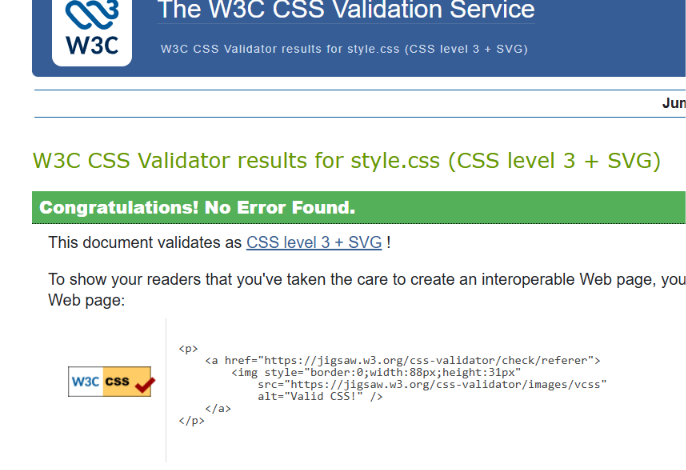 The W3C CSS Validation Service
W3C
W3C CSS Validator results for style.css (CSS level 3 + SVG)
W3C CSS Validator results for style.css (CSS level 3 + SVG)
Congratulations! No Error Found.
This document validates as CSS level 3 + SVG !
To show your readers that you've taken the care to create an interoperable Web page, you
Web page:
W3C css
<p>
<a href="https://jigsaw.w3.org/css-validator/check/referer">
<img style="border:0;width:88px;height:31px"
src="https://jigsaw.w3.org/css-validator/images/vcss"
alt="Valid CSS!" />
</a>
</p>